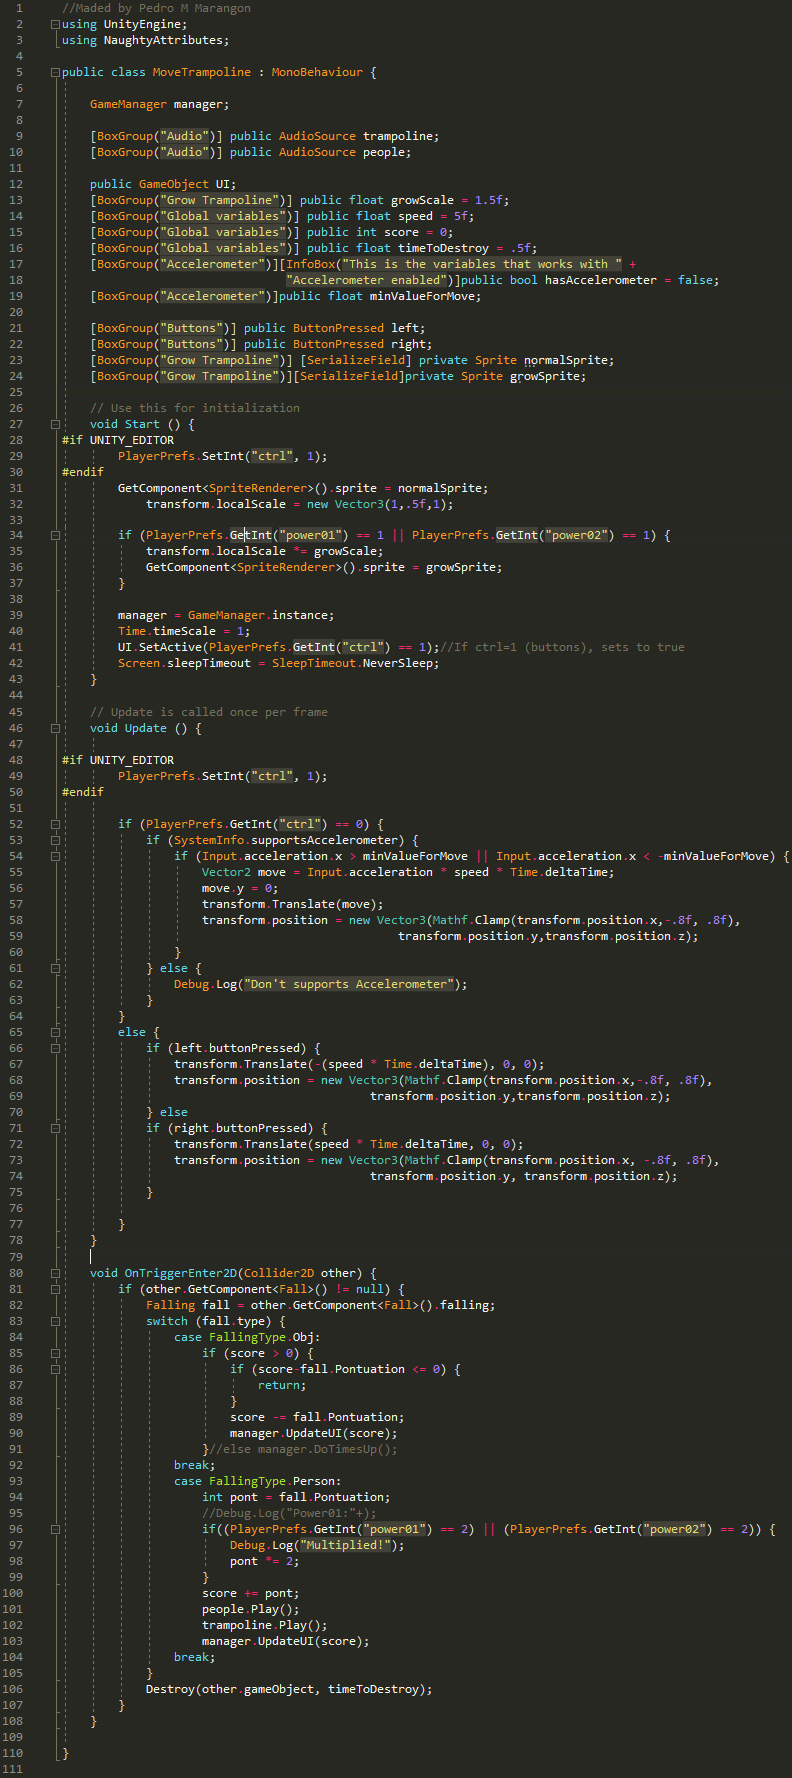 1 //Maded by Pedro M Marangon
2 using UnityEngine;
3 using NaughtyAttributes;
4
5 public class MoveTrampoline : MonoBehaviour {
6
7 GameManager manager;
8
9 [BoxGroup("Audio")] public AudioSource trampoline;
10 [BoxGroup("Audio")] public AudioSource people;
11
12 public GameObject UI;
13 [BoxGroup("Grow Trampoline")] public float growScale = 1.5f;
14 [BoxGroup("Global variables")] public float speed = 5f;
15 [BoxGroup("Global variables")] public int score = 0;
16 [BoxGroup("Global variables")] public float timeToDestroy = .5f;
17 [BoxGroup("Accelerometer")][InfoBox("This is the variables that works with " +
18 "Accelerometer enabled")]public bool hasAccelerometer = false;
19 [BoxGroup("Accelerometer")]public float minValueForMove;
20
21 [BoxGroup("Buttons")] public ButtonPressed left;
22 [BoxGroup("Buttons")] public ButtonPressed right;
23 [BoxGroup("Grow Trampoline")] [SerializeField] private Sprite normalSprite;
24 [BoxGroup("Grow Trampoline")][SerializeField]private Sprite growSprite;
25
26 // Use this for initialization
27 void Start () {
28 #if UNITY_EDITOR
29 PlayerPrefs.SetInt("ctrl", 1);
30 #endif
31 GetComponent<SpriteRenderer>().sprite = normalSprite;
32 transform.localScale = new Vector3(1,.5f,1);
33
34 if (PlayerPrefs.GetInt("power01") == 1 || PlayerPrefs.GetInt("power02") == 1) {
35 transform.localScale *= growScale;
36 GetComponent<SpriteRenderer>().sprite = growSprite;
37 }
38
39 manager = GameManager.instance;
40 Time.timeScale = 1;
41 UI.SetActive(PlayerPrefs.GetInt("ctrl") == 1);//If ctrl=1 (buttons), sets to true
42 Screen.sleepTimeout = SleepTimeout.NeverSleep;
43 }
44
45 // Update is called once per frame
46 void Update () {
47
48 #if UNITY_EDITOR
49 PlayerPrefs.SetInt("ctrl", 1);
50 #endif
51
52 if (PlayerPrefs.GetInt("ctrl") == 0) {
53 if (SystemInfo.supportsAccelerometer) {
54 if (Input.acceleration.x > minValueForMove || Input.acceleration.x < -minValueForMove) {
55 Vector2 move = Input.acceleration * speed * Time.deltaTime;
56 move.y = 0;
57 transform.Translate(move);
58 transform.position = new Vector3(Mathf.Clamp(transform.position.x,-.8f, .8f),
59 transform.position.y,transform.position.z);
60 }
61 } else {
62 Debug.Log("Don't supports Accelerometer");
63 }
64 }
65 else {
66 if (left.buttonPressed) {
67 transform.Translate(-(speed * Time.deltaTime), 0, 0);
68 transform.position = new Vector3(Mathf.Clamp(transform.position.x,-.8f, .8f),
69 transform.position.y,transform.position.z);
70 } else
71 if (right.buttonPressed) {
72 transform.Translate(speed * Time.deltaTime, 0, 0);
73 transform.position = new Vector3(Mathf.Clamp(transform.position.x, -.8f, .8f),
74 transform.position.y, transform.position.z);
75 }
76
77 }
78 }
79
80 void OnTriggerEnter2D(Collider2D other) {
81 if (other.GetComponent<Fall>() != null) {
82 Falling fall = other.GetComponent<Fall>().falling;
83 switch (fall.type) {
84 case FallingType.Obj:
85 if (score > 0) {
86 if (score-fall.Pontuation <= 0) {
87 return;
88 }
89 score -= fall.Pontuation;
90 manager.UpdateUI(score);
91 }//else manager.DoTimesUp();
92 break;
93 case FallingType.Person:
94 int pont = fall.Pontuation;
95 //Debug.Log("Power01:"+);
96 if((PlayerPrefs.GetInt("power01") == 2) || (PlayerPrefs.GetInt("power02") == 2)) {
97 Debug.Log("Multiplied!");
98 pont *= 2;
99 }
100 score += pont;
101 people.Play();
102 trampoline.Play();
103 manager.UpdateUI(score);
104 break;
105 }
106 Destroy(other.gameObject, timeToDestroy);
107 }
108 }
109
110 }
111